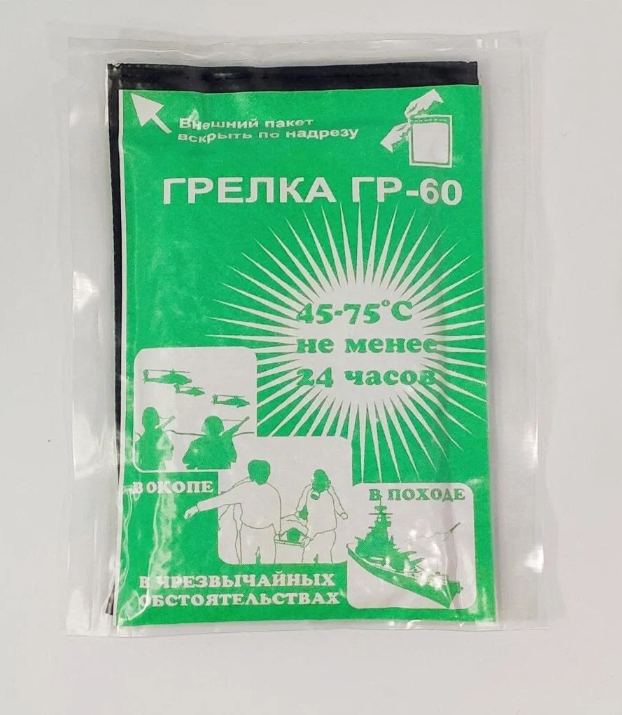 Внешний пакет
вскрыть по надрезу
ГРЕЛКА ГР-60
45-75°С
не менее
24 часов
В ОКОПЕ
В ПОХОДЕ
В ЧРЕЗВЫЧАЙНЫХ
ОБСТОЯТЕЛЬСТВАХ